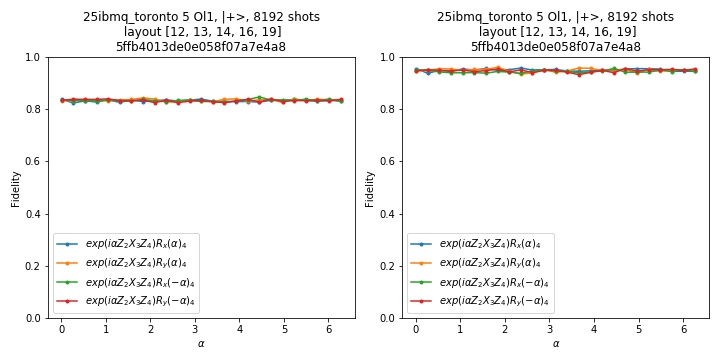 25ibmq_toronto 5 Ol1, |+>, 8192 shots
layout [12, 13, 14, 16, 19]
5ffb4013de0e058f07a7e4a8
1.0
0.8
0.6
0.4
0.2
0.0
Fidelity
exp(iαZ₂X₃Z₄)Rₓ(α)₄
exp(iαZ₂X₃Z₄)Rᵧ(α)₄
exp(iαZ₂X₃Z₄)Rₓ(−α)₄
exp(iαZ₂X₃Z₄)Rᵧ(−α)₄
0 1 2 3 4 5 6
α
25ibmq_toronto 5 Ol1, |+>, 8192 shots
layout [12, 13, 14, 16, 19]
5ffb4013de0e058f07a7e4a8
1.0
0.8
0.6
0.4
0.2
0.0
Fidelity
exp(iαZ₂X₃Z₄)Rₓ(α)₄
exp(iαZ₂X₃Z₄)Rᵧ(α)₄
exp(iαZ₂X₃Z₄)Rₓ(−α)₄
exp(iαZ₂X₃Z₄)Rᵧ(−α)₄
0 1 2 3 4 5 6
α